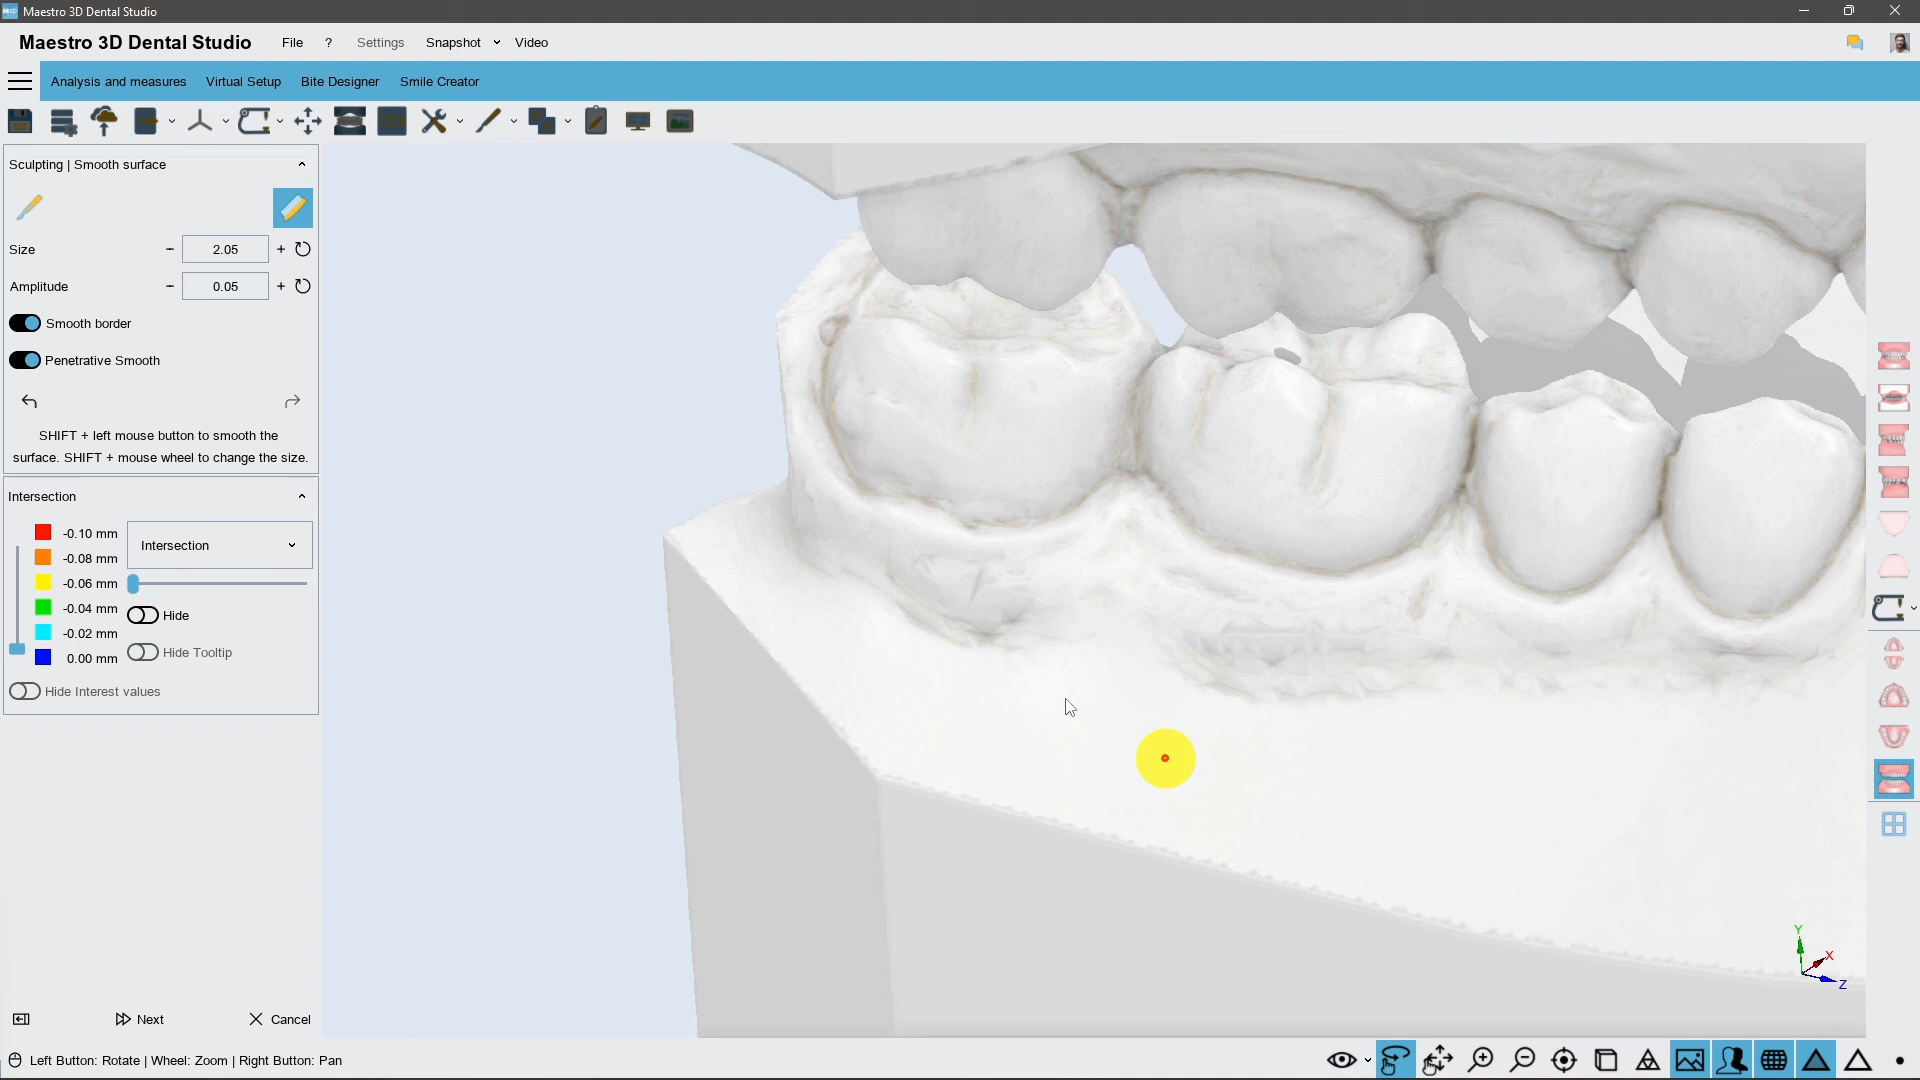 Maestro 3D Dental Studio
Maestro 3D Dental Studio File ? Settings Snapshot Video
Analysis and measures Virtual Setup Bite Designer Smile Creator
Sculpting | Smooth surface
Size - 2.05 +
Amplitude - 0.05 +
Smooth border
Penetrative Smooth
SHIFT + left mouse button to smooth the
surface. SHIFT + mouse wheel to change the size.
Intersection
-0.10 mm
Intersection
-0.08 mm
-0.06 mm
-0.04 mm Hide
-0.02 mm
Hide Tooltip
0.00 mm
Hide Interest values
Y
X
Z
Next Cancel
Left Button: Rotate | Wheel: Zoom | Right Button: Pan